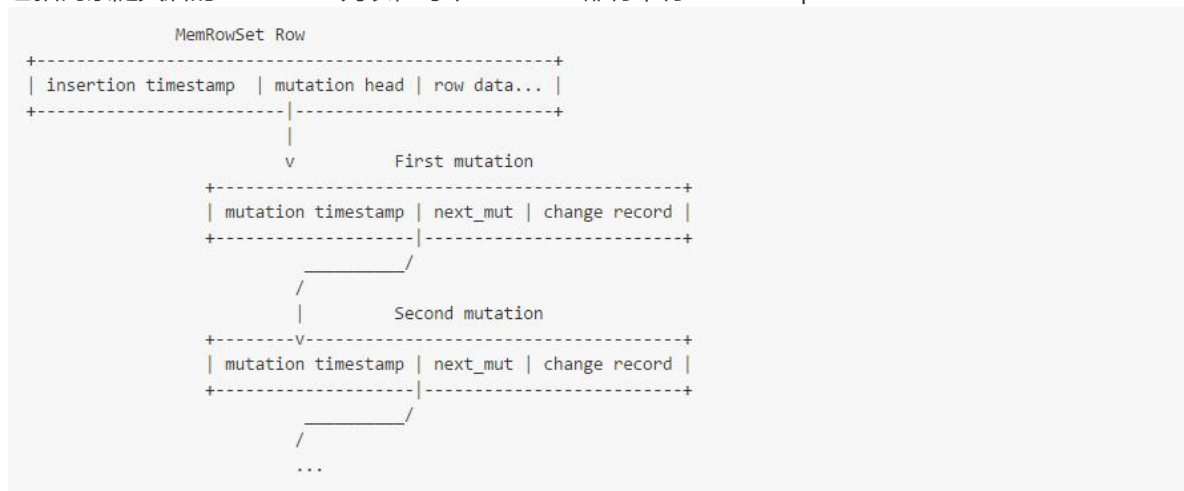 MemRowSet Row
+----------------------------------------------------+
| insertion timestamp  | mutation head | row data... |
+-------------------------|--------------------------+
|
v          First mutation
+-----------------------------------------------+
| mutation timestamp | next_mut | change record |
+--------------------|--------------------------+
__________/
/
|         Second mutation
+--------v--------------------------------------+
| mutation timestamp | next_mut | change record |
+--------------------|--------------------------+
__________/
/
...